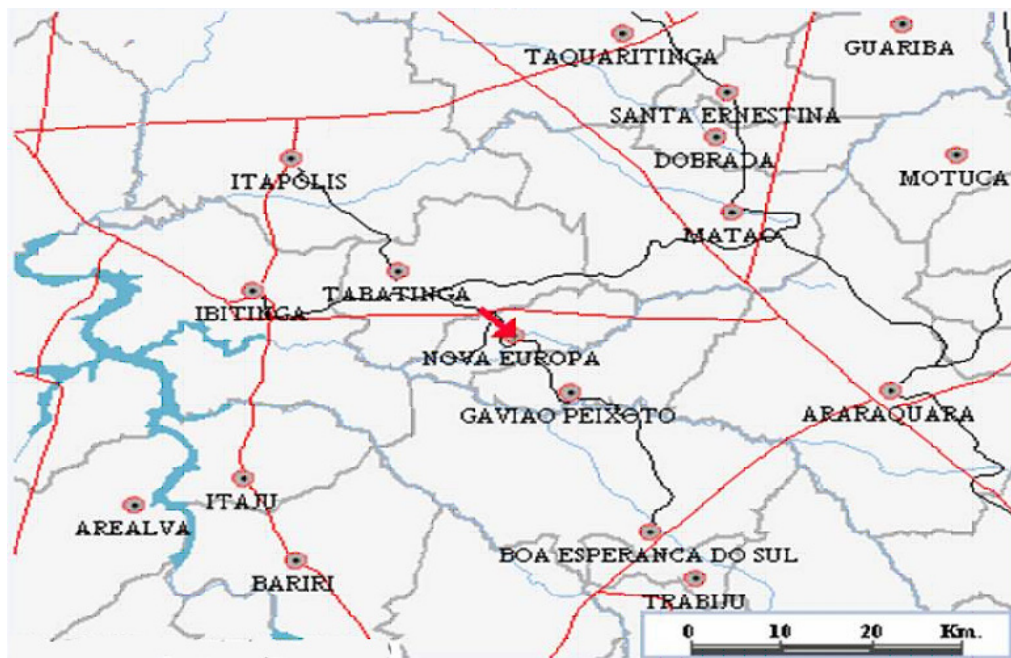 TAQUARITINGA
GUARIBA
SANTA ERNESTINA
DOBRADA
MOTUCA
ITAPOLIS
MATAO
TABATINGA
IBITINGA
NOVA EUROPA
GAVIAO PEIXOTO
ARARAQUARA
ITAJU
AREALVA
BOA ESPERANCA DO SUL
BARIRI
TRABIJU
0 10 20 Km.